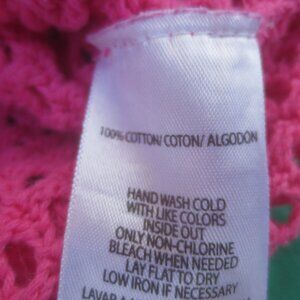 100% COTTON/ COTON/ ALGODON
HAND WASH COLD
WITH LIKE COLORS
INSIDE OUT
ONLY NON-CHLORINE
BLEACH WHEN NEEDED
LAY FLAT TO DRY
LOW IRON IF NECESSARY
LAVAR A